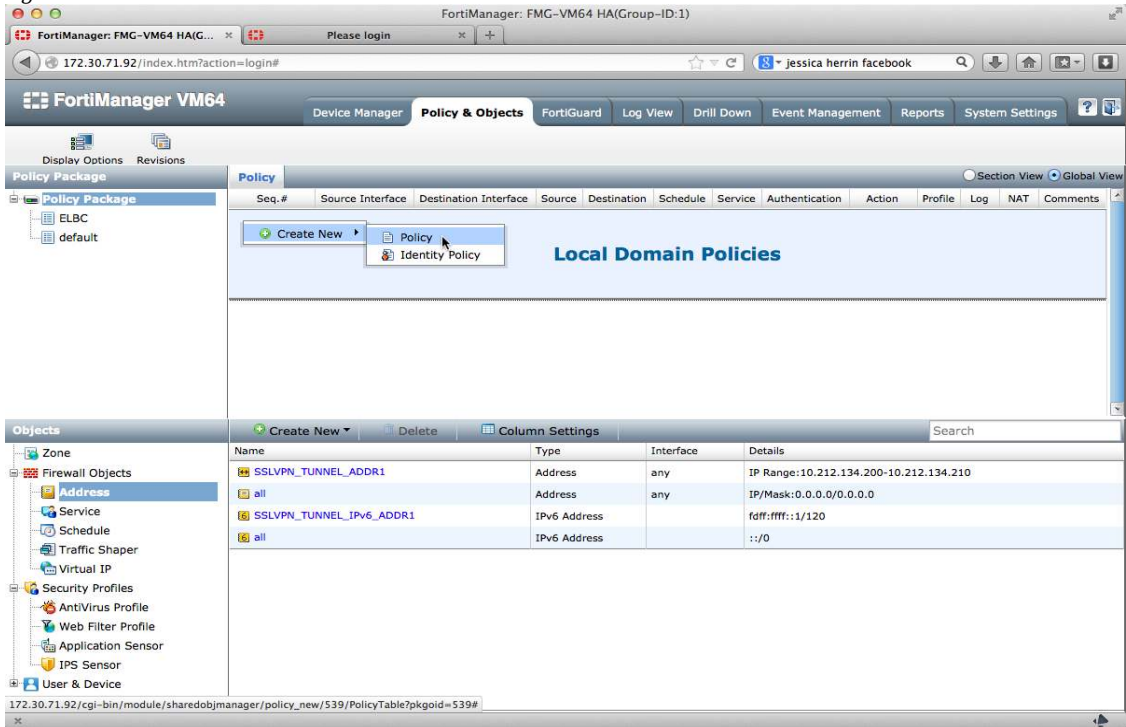 FortiManager: FMG-VM64 HA(Group-ID:1)
FortiManager: FMG-VM64 HA(G... × Please login × +
172.30.71.92/index.htm?action=login# 8 jessica herrin facebook
FortiManager VM64
Device Manager Policy & Objects FortiGuard Log View Drill Down Event Management Reports System Settings ?
Display Options Revisions
Policy Package Policy Section View Global View
Policy Package Seq.# Source Interface Destination Interface Source Destination Schedule Service Authentication Action Profile Log NAT Comments
ELBC
default
Create New Policy
Identity Policy
Local Domain Policies
Objects Create New Delete Column Settings Search
Zone
Firewall Objects
Address
Service
Schedule
Traffic Shaper
Virtual IP
Security Profiles
AntiVirus Profile
Web Filter Profile
Application Sensor
IPS Sensor
User & Device
Name Type Interface Details
SSLVPN_TUNNEL_ADDR1 Address any IP Range:10.212.134.200-10.212.134.210
all Address any IP/Mask:0.0.0.0/0.0.0.0
SSLVPN_TUNNEL_IPv6_ADDR1 IPv6 Address fdff:ffff::1/120
all IPv6 Address ::/0
172.30.71.92/cgi-bin/module/sharedobjmanager/policy_new/539/PolicyTable?pkgoid=539#